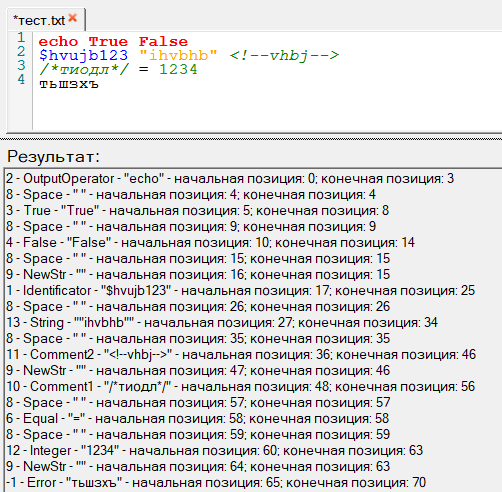 *тест.txt
1 echo True False
2 $hvujb123 "ihvbhb" <!--vhbj-->
3 /*тиодл*/ = 1234
4 тьшзхъ
Результат:
2 - OutputOperator - "echo" - начальная позиция: 0; конечная позиция: 3
8 - Space - " " - начальная позиция: 4; конечная позиция: 4
3 - True - "True" - начальная позиция: 5; конечная позиция: 8
8 - Space - " " - начальная позиция: 9; конечная позиция: 9
4 - False - "False" - начальная позиция: 10; конечная позиция: 14
8 - Space - " " - начальная позиция: 15; конечная позиция: 15
9 - NewStr - "" - начальная позиция: 16; конечная позиция: 15
1 - Identificator - "$hvujb123" - начальная позиция: 17; конечная позиция: 25
8 - Space - " " - начальная позиция: 26; конечная позиция: 26
13 - String - ""ihvbhb"" - начальная позиция: 27; конечная позиция: 34
8 - Space - " " - начальная позиция: 35; конечная позиция: 35
11 - Comment2 - "<!--vhbj-->" - начальная позиция: 36; конечная позиция: 46
9 - NewStr - "" - начальная позиция: 47; конечная позиция: 46
10 - Comment1 - "/*тиодл*/" - начальная позиция: 48; конечная позиция: 56
8 - Space - " " - начальная позиция: 57; конечная позиция: 57
6 - Equal - "=" - начальная позиция: 58; конечная позиция: 58
8 - Space - " " - начальная позиция: 59; конечная позиция: 59
12 - Integer - "1234" - начальная позиция: 60; конечная позиция: 63
9 - NewStr - "" - начальная позиция: 64; конечная позиция: 63
-1 - Error - "тьшзхъ" - начальная позиция: 65; конечная позиция: 70